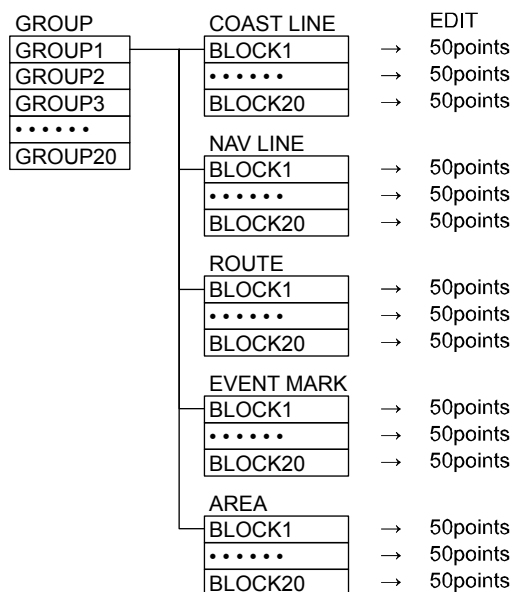 GROUP
GROUP1
GROUP2
GROUP3
• • • • • •
GROUP20
COAST LINE EDIT
BLOCK1 → 50points
• • • • • • → 50points
BLOCK20 → 50points
NAV LINE
BLOCK1 → 50points
• • • • • • → 50points
BLOCK20 → 50points
ROUTE
BLOCK1 → 50points
• • • • • • → 50points
BLOCK20 → 50points
EVENT MARK
BLOCK1 → 50points
• • • • • • → 50points
BLOCK20 → 50points
AREA
BLOCK1 → 50points
• • • • • • → 50points
BLOCK20 → 50points